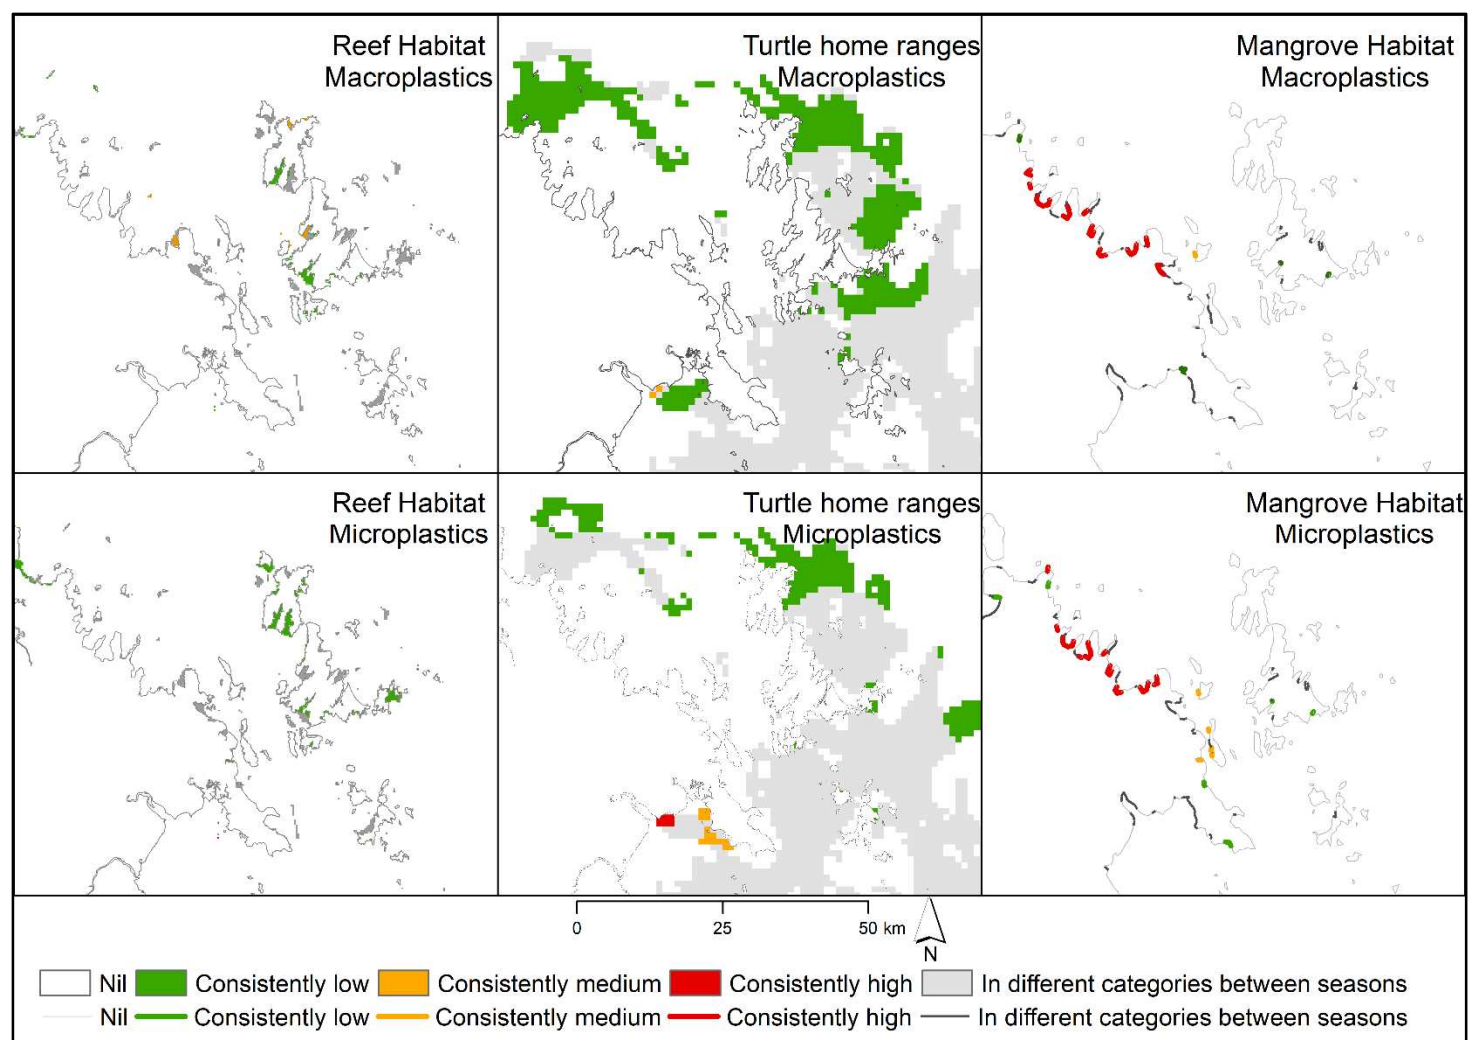 Reef Habitat
Macroplastics
Turtle home ranges
Macroplastics
Mangrove Habitat
Macroplastics
Reef Habitat
Microplastics
Turtle home ranges
Microplastics
Mangrove Habitat
Microplastics
0 25 50 km
N
Nil Consistently low Consistently medium Consistently high In different categories between seasons
Nil Consistently low Consistently medium Consistently high In different categories between seasons